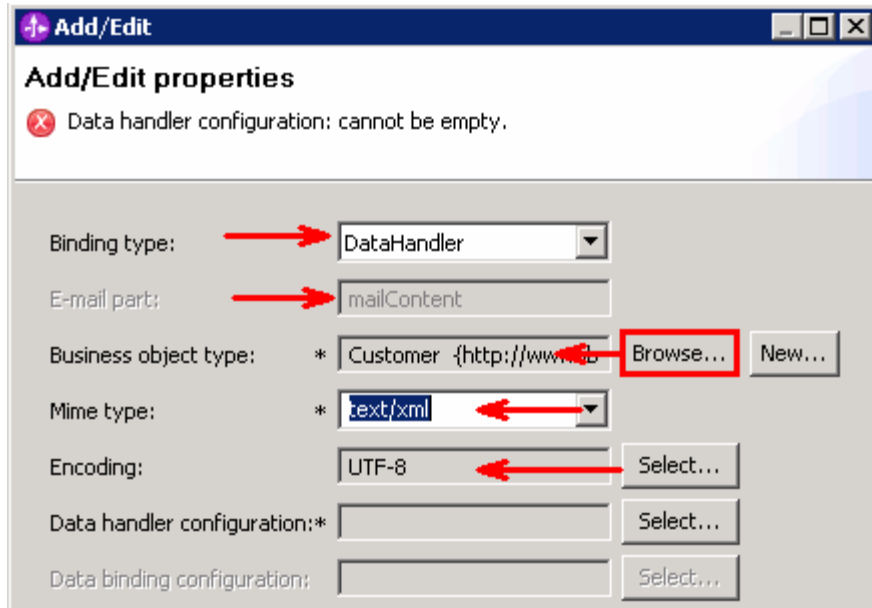 Add/Edit
Add/Edit properties
Data handler configuration: cannot be empty.
Binding type: DataHandler
E-mail part: mailContent
Business object type: * Customer {http://www Browse... New...
Mime type: * text/xml
Encoding: UTF-8 Select...
Data handler configuration:* Select...
Data binding configuration: Select...